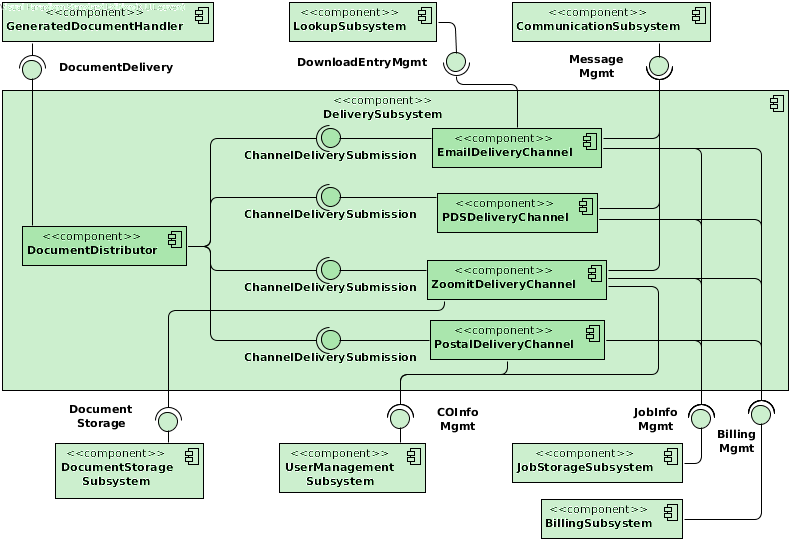 <<component>>
GeneratedDocumentHandler
<<component>>
LookupSubsystem
<<component>>
CommunicationSubsystem
DocumentDelivery
DownloadEntryMgmt
Message
Mgmt
<<component>>
DeliverySubsystem
<<component>>
EmailDeliveryChannel
ChannelDeliverySubmission
<<component>>
PDSDeliveryChannel
ChannelDeliverySubmission
<<component>>
DocumentDistributor
<<component>>
ZoomitDeliveryChannel
ChannelDeliverySubmission
<<component>>
PostalDeliveryChannel
ChannelDeliverySubmission
Document
Storage
COInfo
Mgmt
JobInfo
Mgmt
Billing
Mgmt
<<component>>
DocumentStorage
Subsystem
<<component>>
UserManagement
Subsystem
<<component>>
JobStorageSubsystem
<<component>>
BillingSubsystem